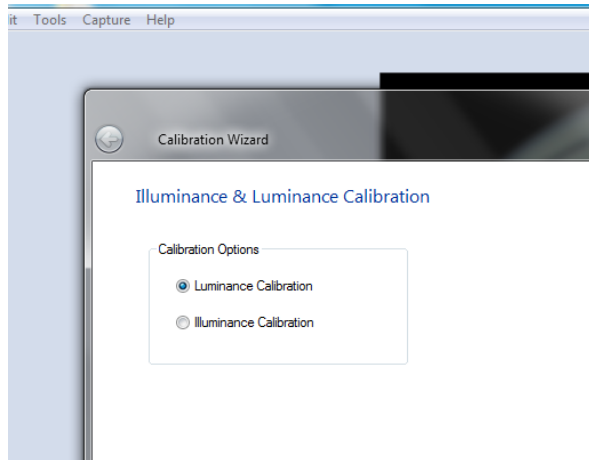 it Tools Capture Help
Calibration Wizard
Illuminance & Luminance Calibration
Calibration Options
Luminance Calibration
Illuminance Calibration